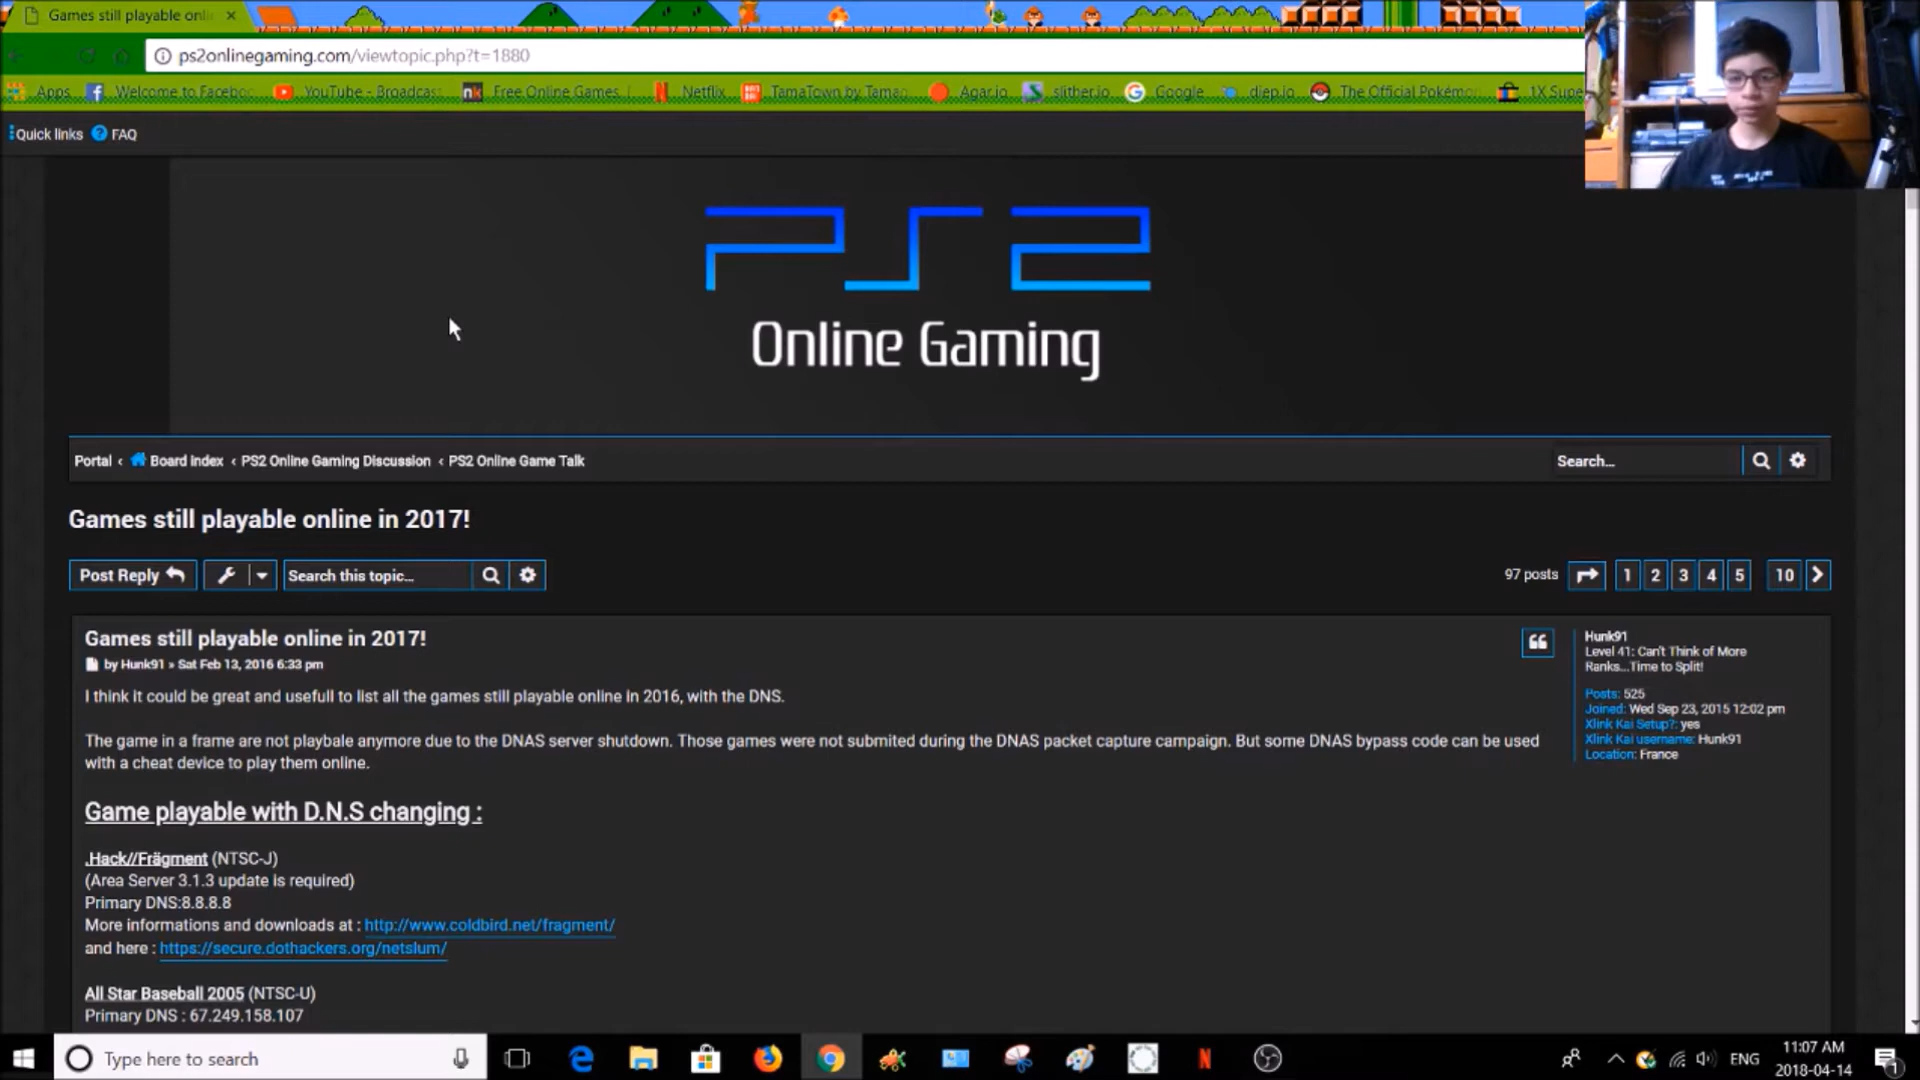 Games still playable onli
ps2onlinegaming.com/viewtopic.php?t=1880
Apps Welcome to Faceboo YouTube - Broadcast Free Online Games Netflix TamaTown by Tamag Agar.io slither.io Google diep.io The Official Pokémo 1X Supe
Quick links FAQ
PS2
Online Gaming
Portal ‹ Board Index ‹ PS2 Online Gaming Discussion ‹ PS2 Online Game Talk
Search...
Games still playable online in 2017!
Post Reply Search this topic... 97 posts 1 2 3 4 5 10
Games still playable online in 2017!
by Hunk91 » Sat Feb 13, 2016 6:33 pm
I think it could be great and usefull to list all the games still playable online in 2016, with the DNS.
The game in a frame are not playbale anymore due to the DNAS server shutdown. Those games were not submited during the DNAS packet capture campaign. But some DNAS bypass code can be used
with a cheat device to play them online.
Game playable with D.N.S changing :
.Hack//Frägment (NTSC-J)
(Area Server 3.1.3 update is required)
Primary DNS:8.8.8.8
More informations and downloads at : http://www.coldbird.net/fragment/
and here : https://secure.dothackers.org/netslum/
All Star Baseball 2005 (NTSC-U)
Primary DNS : 67.249.158.107
Hunk91
Level 41: Can't Think of More
Ranks...Time to Split!
Posts: 525
Joined: Wed Sep 23, 2015 12:02 pm
Xlink Kai Setup?: yes
Xlink Kai username: Hunk91
Location: France
Type here to search
ENG
11:07 AM
2018-04-14
1